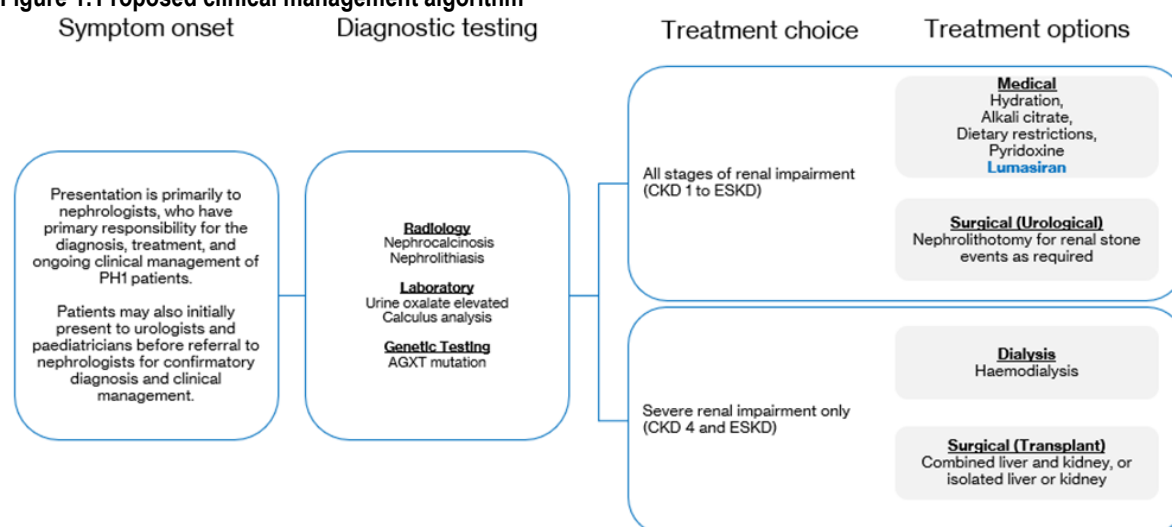 Figure 1:Proposed clinical management algorithm
Symptom onset
Diagnostic testing
Treatment choice
Treatment options
Presentation is primarily to
nephrologists, who have
primary responsibility for the
diagnosis, treatment, and
ongoing clinical management of
PH1 patients.
Patients may also initially
present to urologists and
paediatricians before referral to
nephrologists for confirmatory
diagnosis and clinical
management.
Radiology
Nephrocalcinosis
Nephrolithiasis
Laboratory
Urine oxalate elevated
Calculus analysis
Genetic Testing
AGXT mutation
All stages of renal impairment
(CKD 1 to ESKD)
Medical
Hydration,
Alkali citrate,
Dietary restrictions,
Pyridoxine
Lumasiran
Surgical (Urological)
Nephrolithotomy for renal stone
events as required
Severe renal impairment only
(CKD 4 and ESKD)
Dialysis
Haemodialysis
Surgical (Transplant)
Combined liver and kidney, or
isolated liver or kidney